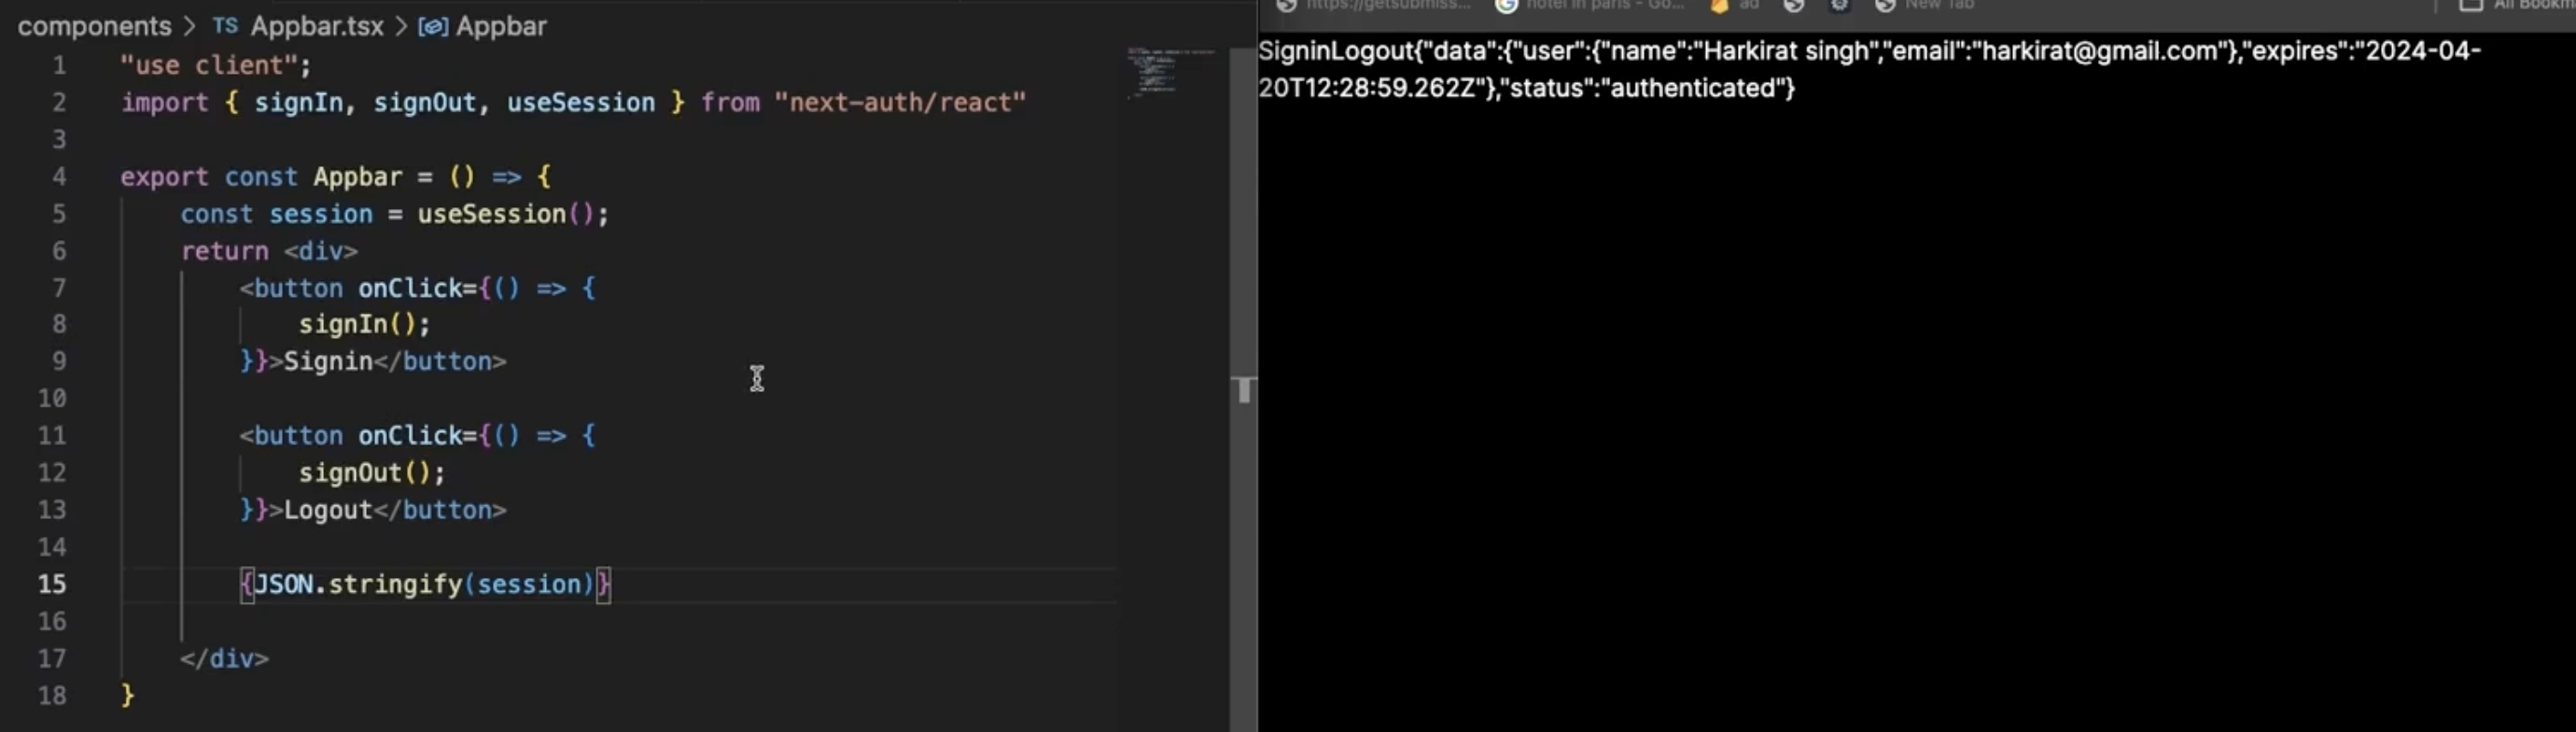 components > TS Appbar.tsx > Appbar
1 "use client";
2 import { signIn, signOut, useSession } from "next-auth/react"
3
4 export const Appbar = () => {
5 const session = useSession();
6 return <div>
7 <button onClick={() => {
8 signIn();
9 }}>Signin</button>
10
11 <button onClick={() => {
12 signOut();
13 }}>Logout</button>
14
15 {JSON.stringify(session)}
16
17 </div>
18 }
https://getsubmiss... hotel in paris - Go... ad New Tab All Bookm
SigninLogout{"data":{"user":{"name":"Harkirat singh","email":"harkirat@gmail.com"},"expires":"2024-04-
20T12:28:59.262Z"},"status":"authenticated"}